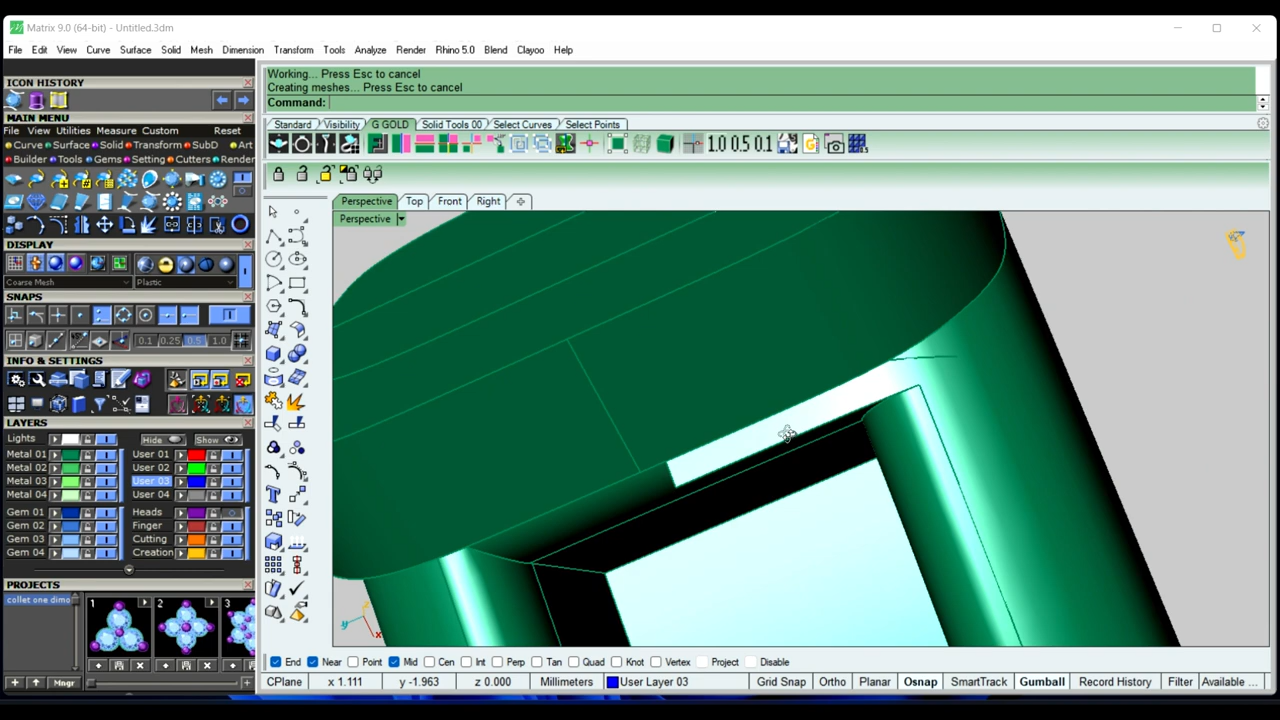 Matrix 9.0 (64-bit) - Untitled.3dm
File Edit View Curve Surface Solid Mesh Dimension Transform Tools Analyze Render Rhino 5.0 Blend Clayoo Help
ICON HISTORY
MAIN MENU
File View Utilities Measure Custom Reset
Curve Surface Solid Transform SubD Art
Builder Tools Gems Setting Cutters Render
DISPLAY
Coarse Mesh Plastic
SNAPS
0.1 0.25 0.5 1.0
INFO & SETTINGS
LAYERS
Lights Hide Show
Metal 01 User 01
Metal 02 User 02
Metal 03 User 03
Metal 04 User 04
Gem 01 Heads
Gem 02 Finger
Gem 03 Cutting
Gem 04 Creation
PROJECTS
collet one dimo
1 2 3
Mngr
Working... Press Esc to cancel
Creating meshes... Press Esc to cancel
Command:
Standard Visibility G GOLD Solid Tools 00 Select Curves Select Points
1.0 0.5 0.1
Perspective Top Front Right
Perspective
y x
End Near Point Mid Cen Int Perp Tan Quad Knot Vertex Project Disable
CPlane x 1.111 y -1.963 z 0.000 Millimeters User Layer 03 Grid Snap Ortho Planar Osnap SmartTrack Gumball Record History Filter Available ...